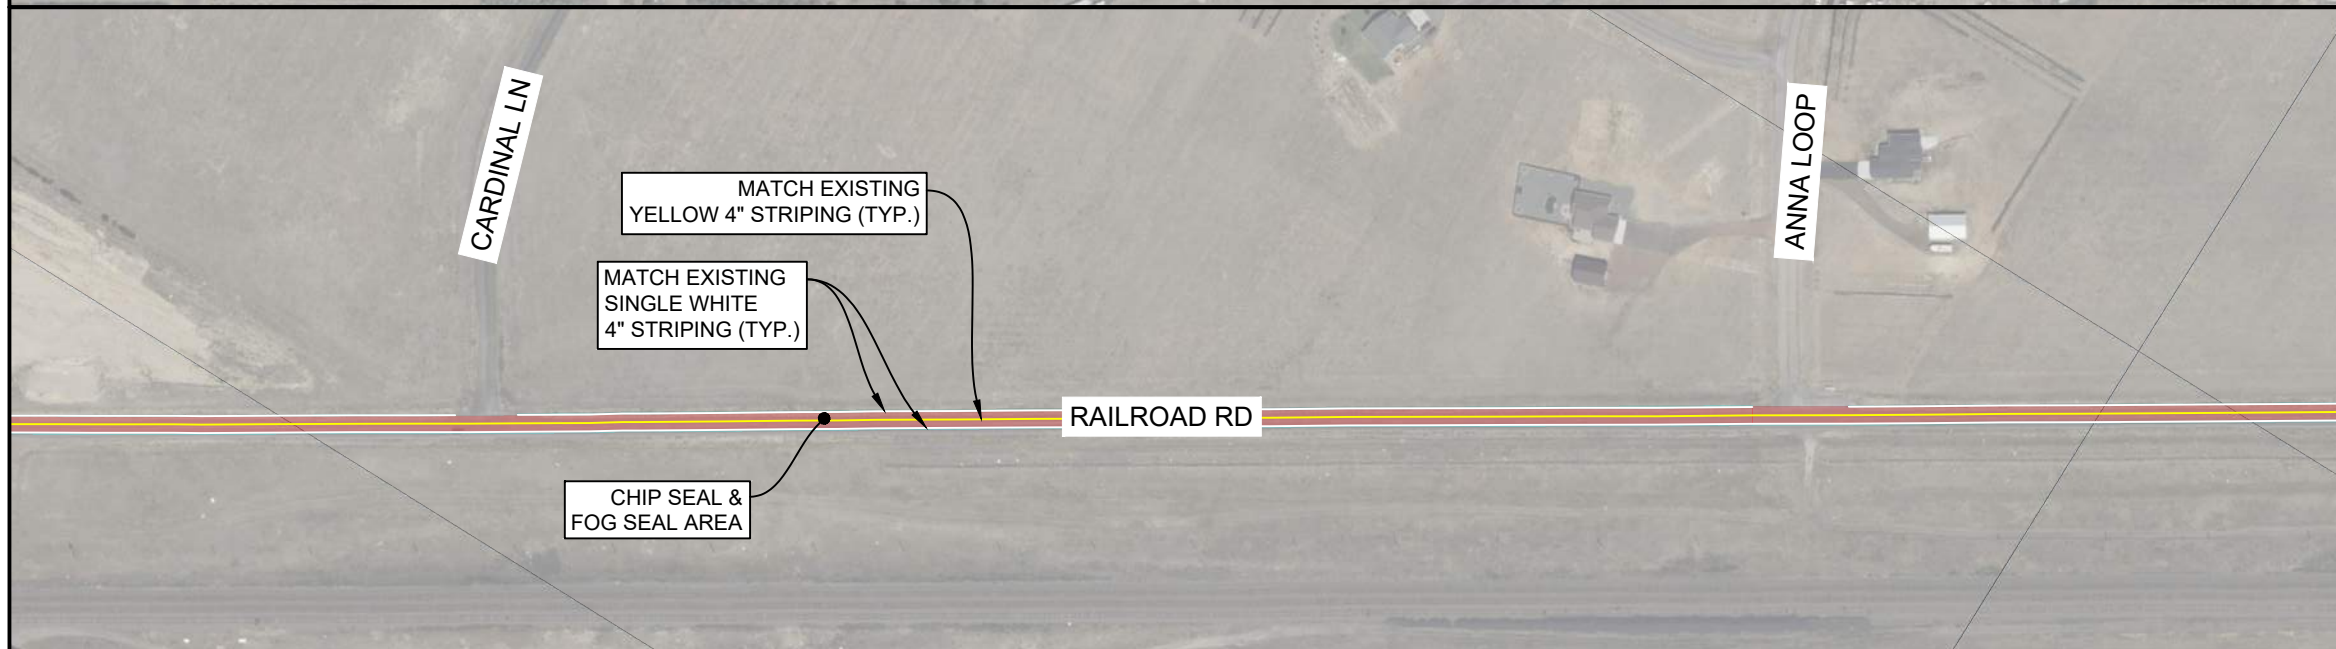 CARDINAL LN
MATCH EXISTING
YELLOW 4" STRIPING (TYP.)
ANNA LOOP
MATCH EXISTING
SINGLE WHITE
4" STRIPING (TYP.)
RAILROAD RD
CHIP SEAL &
FOG SEAL AREA